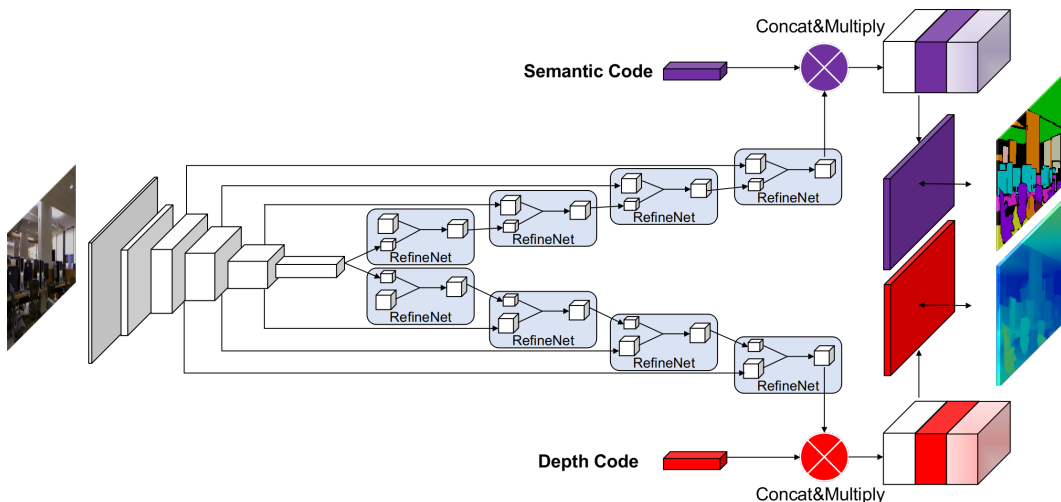 Concat&Multiply
Semantic Code
RefineNet
RefineNet
RefineNet
RefineNet
RefineNet
RefineNet
RefineNet
RefineNet
Depth Code
Concat&Multiply